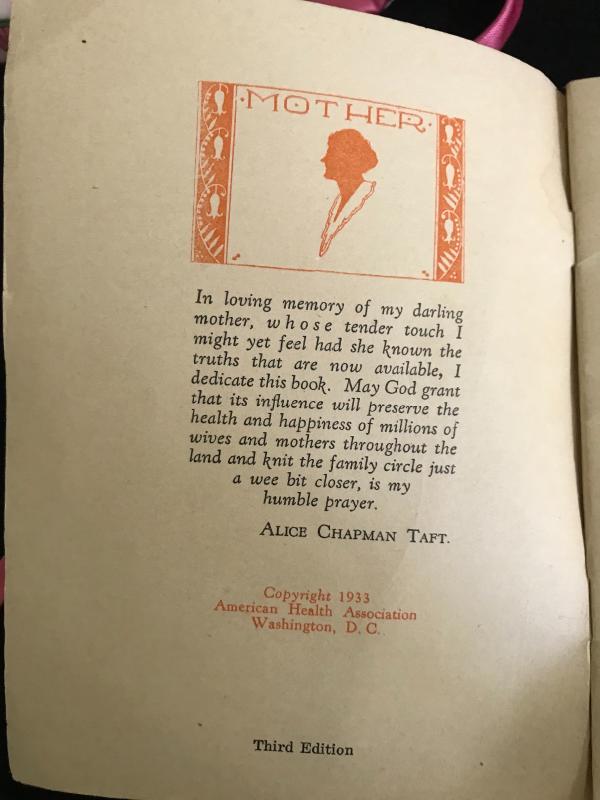 ·MOTHER·
In loving memory of my darling
mother, whose tender touch I
might yet feel had she known the
truths that are now available, I
dedicate this book. May God grant
that its influence will preserve the
health and happiness of millions of
wives and mothers throughout the
land and knit the family circle just
a wee bit closer, is my
humble prayer.
ALICE CHAPMAN TAFT.
Copyright 1933
American Health Association
Washington, D. C.
Third Edition